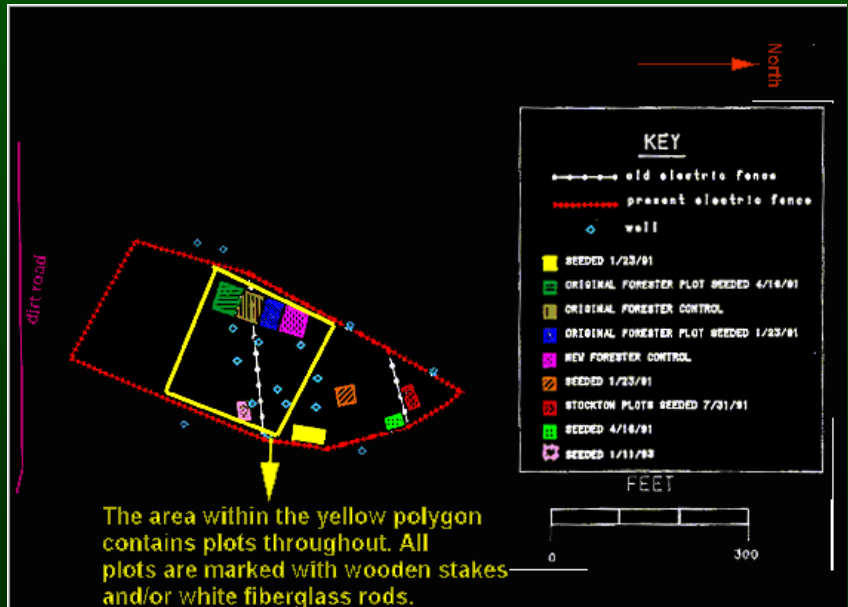 North
KEY
old electric fence
present electric fence
well
SEEDED 1/23/91
ORIGINAL FORESTER PLOT SEEDED 4/16/91
ORIGINAL FORESTER CONTROL
ORIGINAL FORESTER PLOT SEEDED 1/23/91
NEW FORESTER CONTROL
SEEDED 1/23/91
STOCKTON PLOTS SEEDED 7/31/91
SEEDED 4/16/91
SEEDED 1/11/93
FEET
0 300
dirt road
The area within the yellow polygon
contains plots throughout. All
plots are marked with wooden stakes
and/or white fiberglass rods.